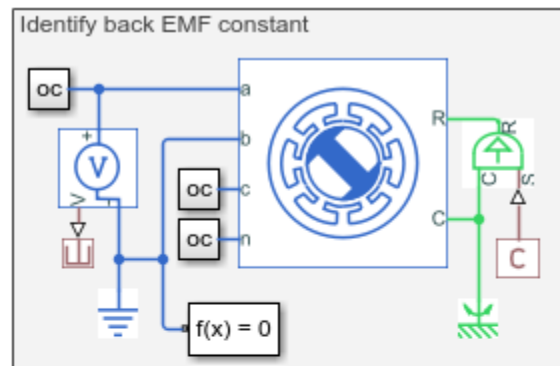 Identify back EMF constant
oc
a
b
c
n
oc
oc
+
V
V
-
R
C
R
C
S
C
f(x) = 0